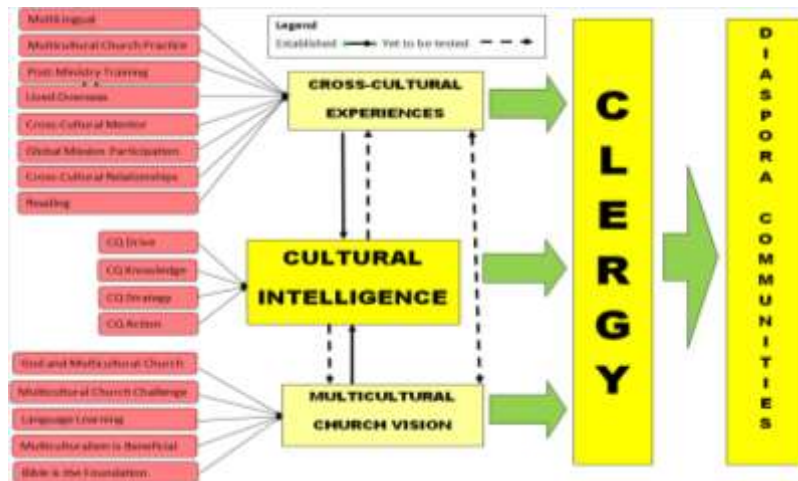 Multilingual
Multicultural Church Practice
Post-Ministry Training
Lived Overseas
Cross-Cultural Mentor
Global Mission Participation
Cross-Cultural Relationships
Reading
CQ Drive
CQ Knowledge
CQ Strategy
CQ Action
God and Multicultural Church
Multicultural Church Challenge
Language Learning
Multiculturalism is Beneficial
Bible is the Foundation
Legend
Established
Yet to be tested
CROSS-CULTURAL
EXPERIENCES
CULTURAL
INTELLIGENCE
MULTICULTURAL
CHURCH VISION
CLERGY
DIASPORA COMMUNITIES